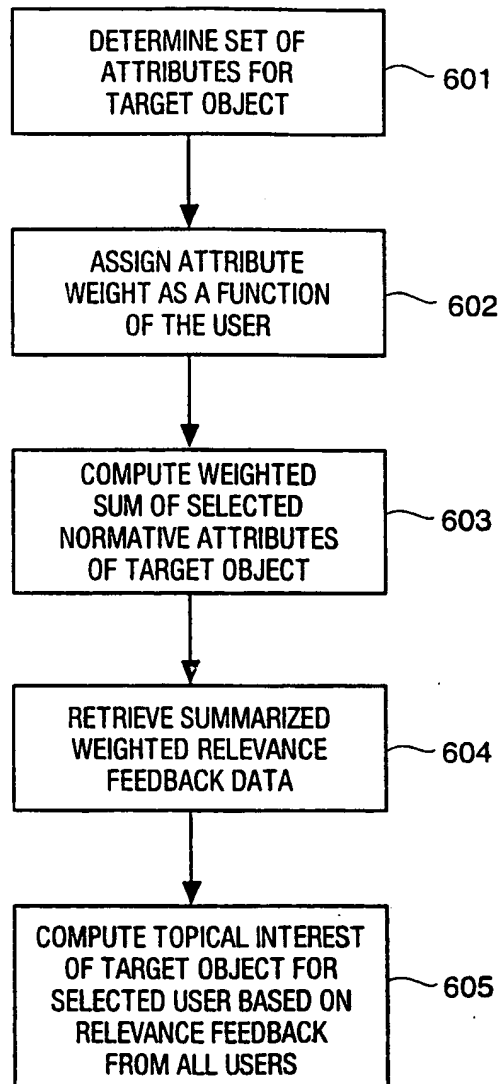 DETERMINE SET OF
ATTRIBUTES FOR
TARGET OBJECT
601
ASSIGN ATTRIBUTE
WEIGHT AS A FUNCTION
OF THE USER
602
COMPUTE WEIGHTED
SUM OF SELECTED
NORMATIVE ATTRIBUTES
OF TARGET OBJECT
603
RETRIEVE SUMMARIZED
WEIGHTED RELEVANCE
FEEDBACK DATA
604
COMPUTE TOPICAL INTEREST
OF TARGET OBJECT FOR
SELECTED USER BASED ON
RELEVANCE FEEDBACK
FROM ALL USERS
605